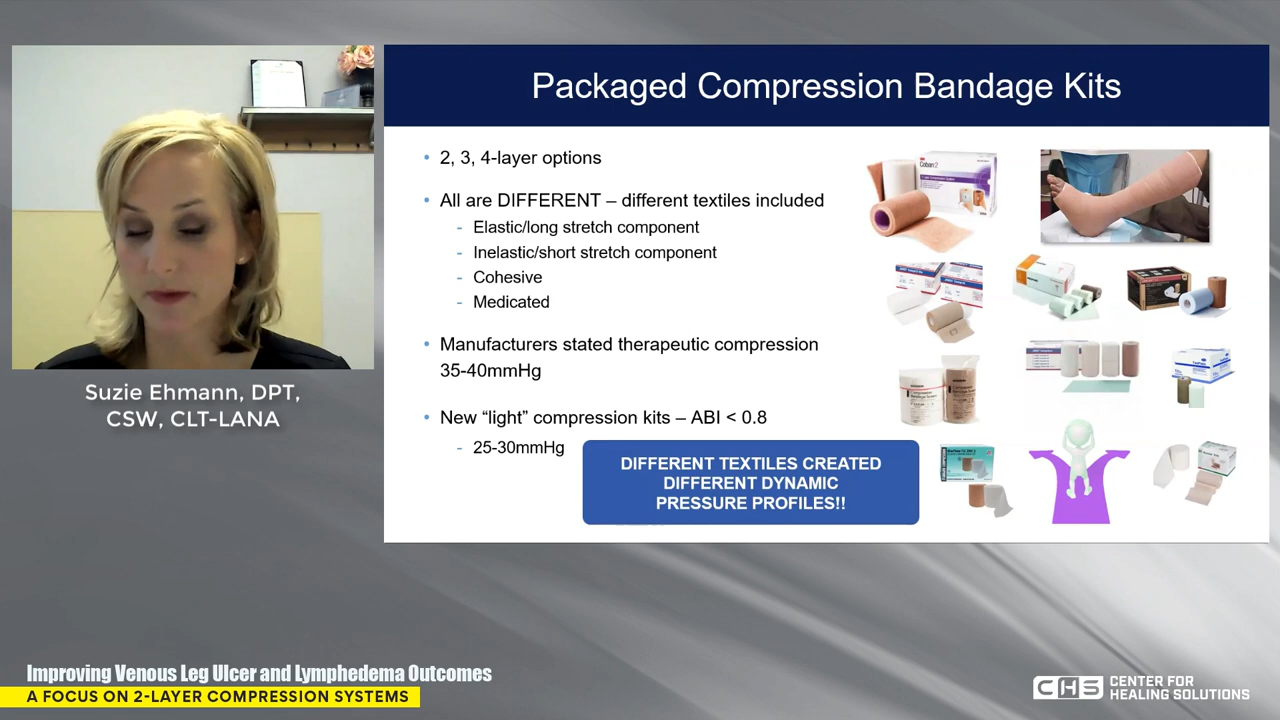 Packaged Compression Bandage Kits
• 2, 3, 4-layer options
• All are DIFFERENT – different textiles included
- Elastic/long stretch component
- Inelastic/short stretch component
- Cohesive
- Medicated
• Manufacturers stated therapeutic compression
35-40mmHg
• New “light” compression kits – ABI < 0.8
- 25-30mmHg
DIFFERENT TEXTILES CREATED
DIFFERENT DYNAMIC
PRESSURE PROFILES!!
Coban 2
Suzie Ehmann, DPT,
CSW, CLT-LANA
Improving Venous Leg Ulcer and Lymphedema Outcomes
A FOCUS ON 2-LAYER COMPRESSION SYSTEMS
CHS CENTER FOR
HEALING SOLUTIONS